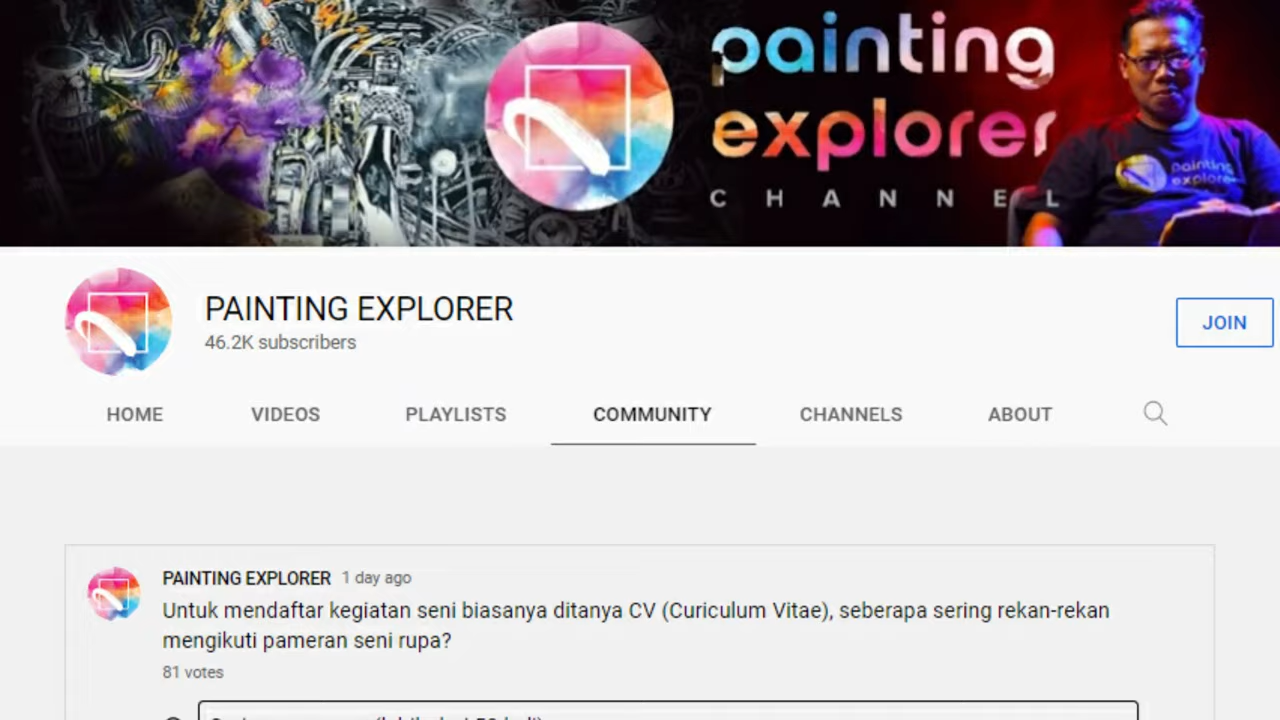 painting
explorer
CHANNEL
painting
explorer
PAINTING EXPLORER
46.2K subscribers
JOIN
HOME VIDEOS PLAYLISTS COMMUNITY CHANNELS ABOUT
PAINTING EXPLORER 1 day ago
Untuk mendaftar kegiatan seni biasanya ditanya CV (Curiculum Vitae), seberapa sering rekan-rekan
mengikuti pameran seni rupa?
81 votes